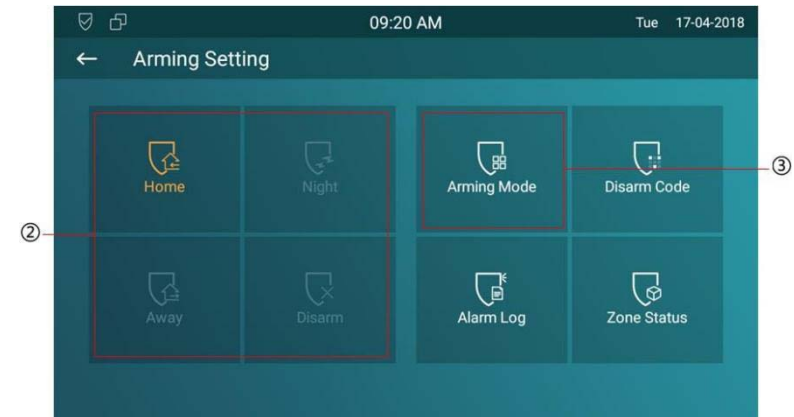 09:20 AM Tue 17-04-2018
← Arming Setting
Home Night Arming Mode Disarm Code
③
②
Away Disarm Alarm Log Zone Status